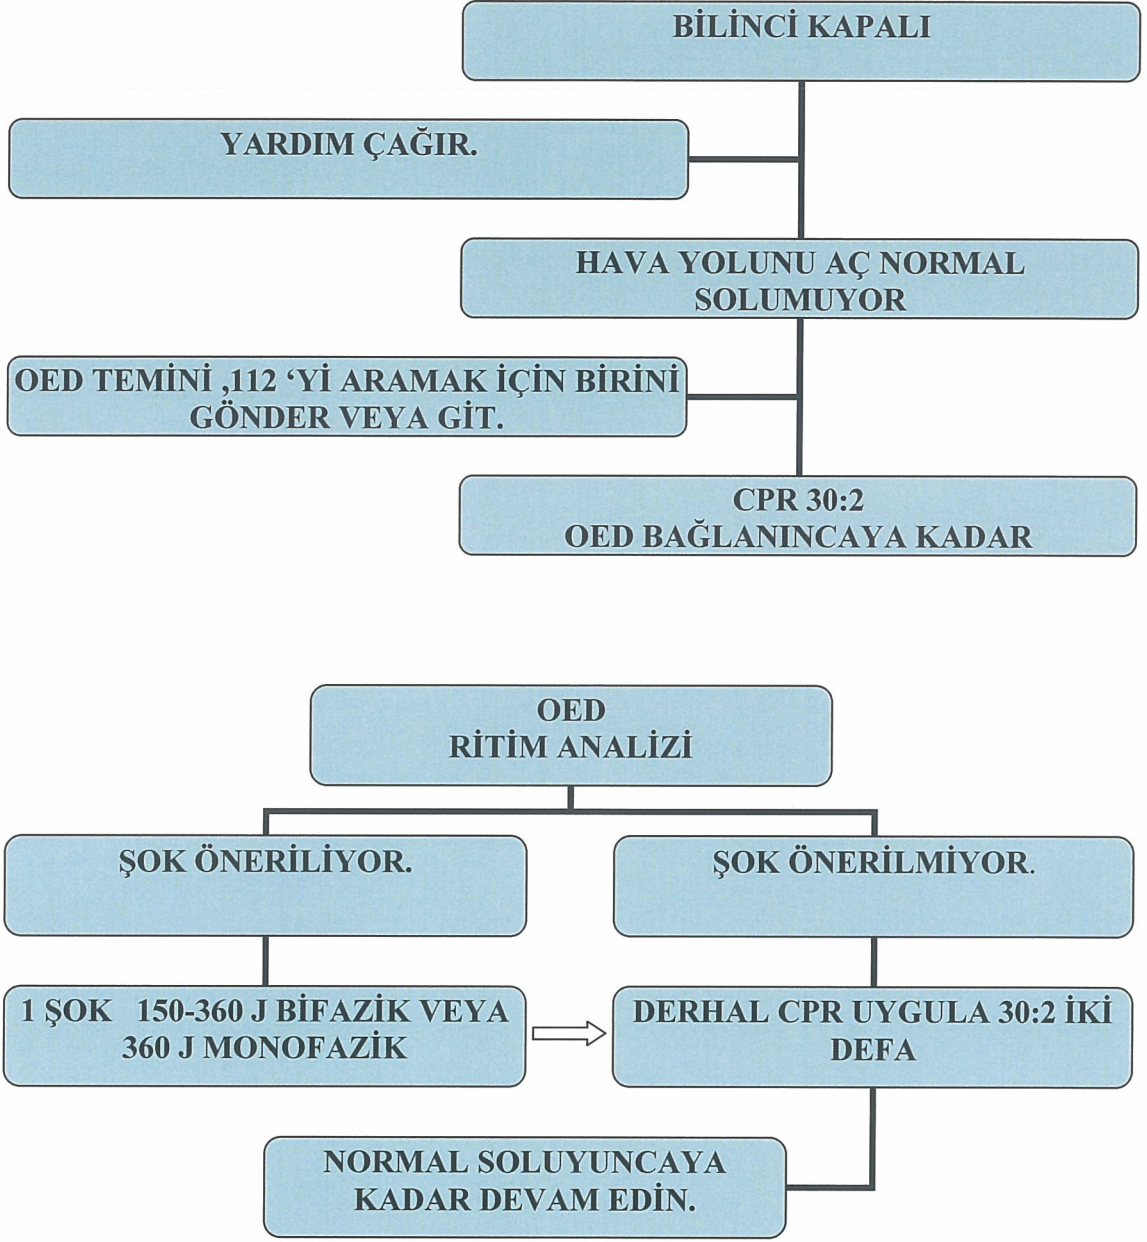 BİLİNCİ KAPALI
YARDIM ÇAĞIR.
HAVA YOLUNU AÇ NORMAL
SOLUMUYOR
OED TEMİNİ ,112 ‘Yİ ARAMAK İÇİN BİRİNİ
GÖNDER VEYA GİT.
CPR 30:2
OED BAĞLANINCAYA KADAR
OED
RİTİM ANALİZİ
ŞOK ÖNERİLİYOR.
ŞOK ÖNERİLMİYOR.
1 ŞOK 150-360 J BİFAZİK VEYA
360 J MONOFAZİK
DERHAL CPR UYGULA 30:2 İKİ
DEFA
NORMAL SOLUYUNCAYA
KADAR DEVAM EDİN.